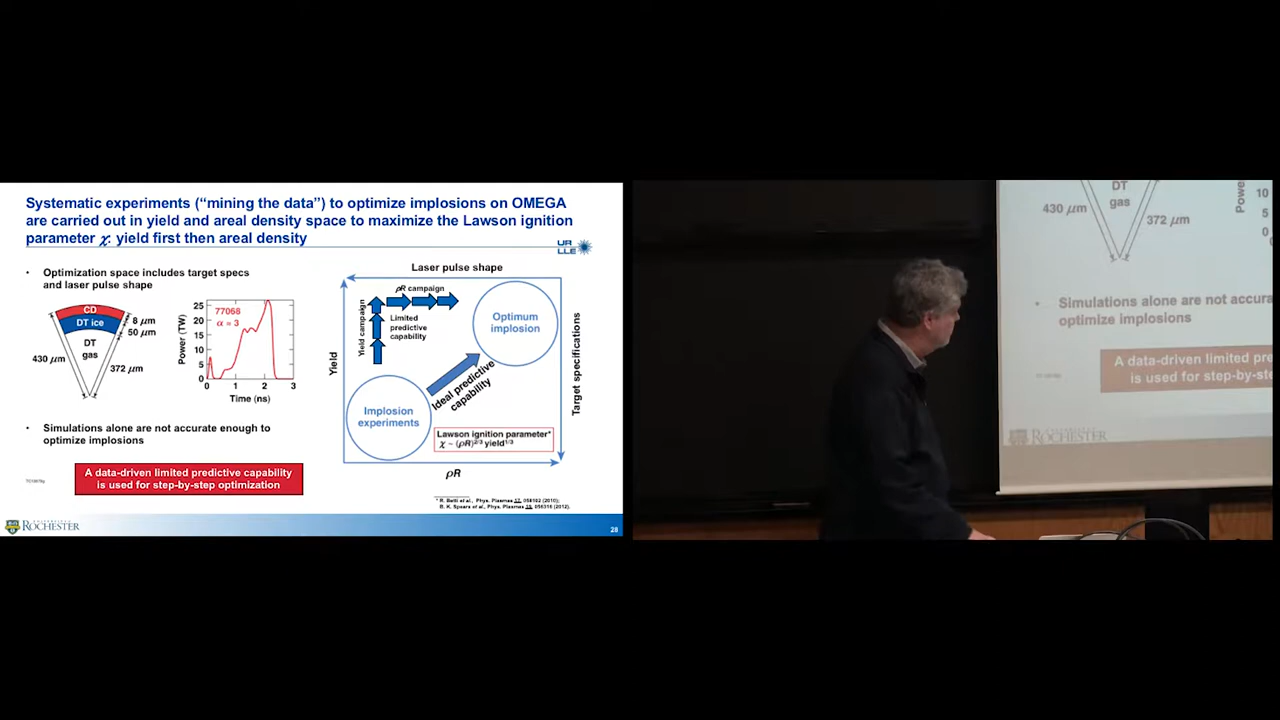 Systematic experiments (“mining the data”) to optimize implosions on OMEGA
are carried out in yield and areal density space to maximize the Lawson ignition
parameter χ: yield first then areal density
UR
LLE
• Optimization space includes target specs
and laser pulse shape
CD
DT ice
DT
gas
8 μm
50 μm
430 μm
372 μm
77068
α = 3
Power (TW)
25
20
15
10
5
0
0 1 2 3
Time (ns)
• Simulations alone are not accurate enough to
optimize implosions
A data-driven limited predictive capability
is used for step-by-step optimization
Laser pulse shape
ρR campaign
Yield campaign
Limited
predictive
capability
Optimum
implosion
Yield
Target specifications
Ideal predictive
capability
Implosion
experiments
Lawson ignition parameter*
χ ~ (ρR)2/3 yield1/3
ρR
* R. Betti et al., Phys. Plasmas 17, 058102 (2010);
B. K. Spears et al., Phys. Plasmas 19, 056316 (2012).
UNIVERSITY of
ROCHESTER
28
DT
gas
430 μm
372 μm
Power
10
5
0
• Simulations alone are not accura
optimize implosions
A data-driven limited pre
is used for step-by-ste
ROCHESTER